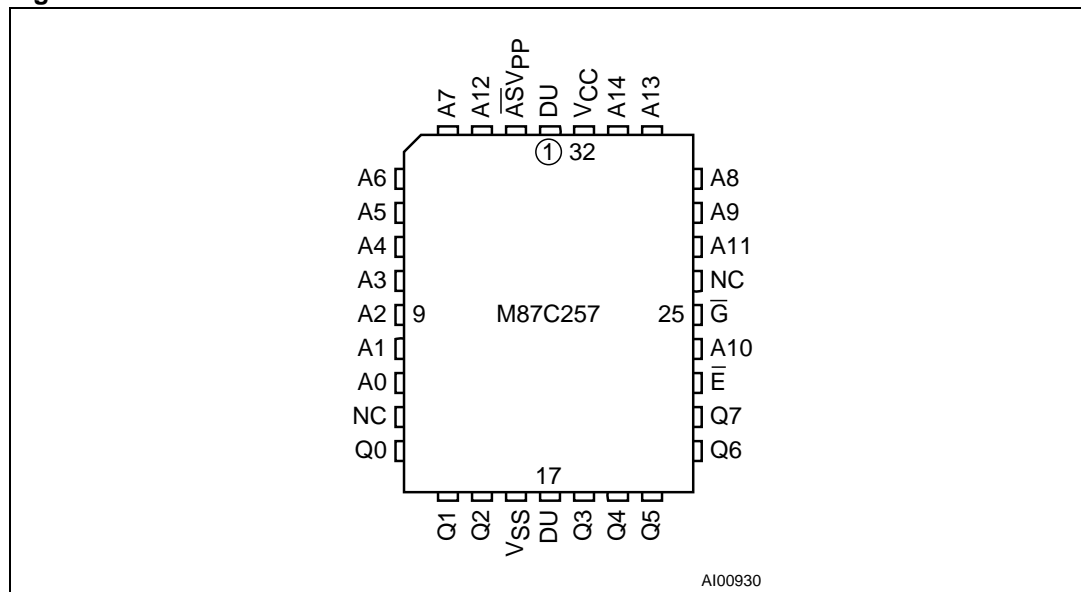 A7 A12 A̅S̅VPP DU VCC A14 A13
① 32
A6 A8
A5 A9
A4 A11
A3 NC
A2 9 M87C257 25 G̅
A1 A10
A0 E̅
NC Q7
Q0 Q6
17
Q1 Q2 VSS DU Q3 Q4 Q5
AI00930